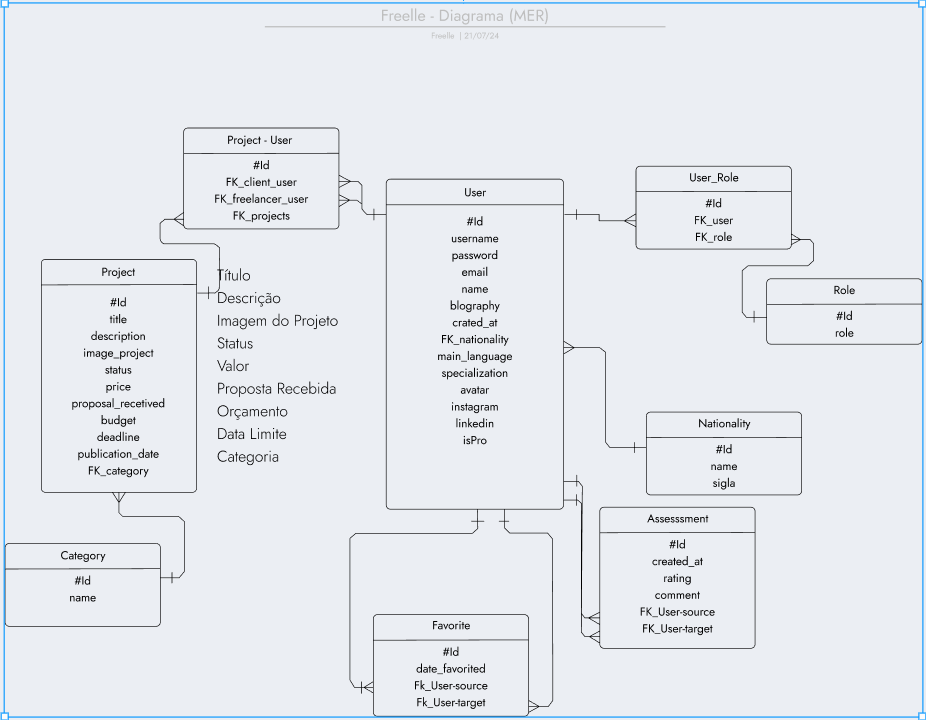 Freelle - Diagrama (MER)
Freelle | 21/07/24
Project - User
#Id
FK_client_user
FK_freelancer_user
FK_projects
User
#Id
username
password
email
name
blography
crated_at
FK_nationality
main_language
specialization
avatar
instagram
linkedin
isPro
User_Role
#Id
FK_user
FK_role
Role
#Id
role
Project
#Id
title
description
image_project
status
price
proposal_recetived
budget
deadline
publication_date
FK_category
Título
Descrição
Imagem do Projeto
Status
Valor
Proposta Recebida
Orçamento
Data Limite
Categoria
Nationality
#Id
name
sigla
Assesssment
#Id
created_at
rating
comment
FK_User-source
FK_User-target
Category
#Id
name
Favorite
#Id
date_favorited
Fk_User-source
Fk_User-target